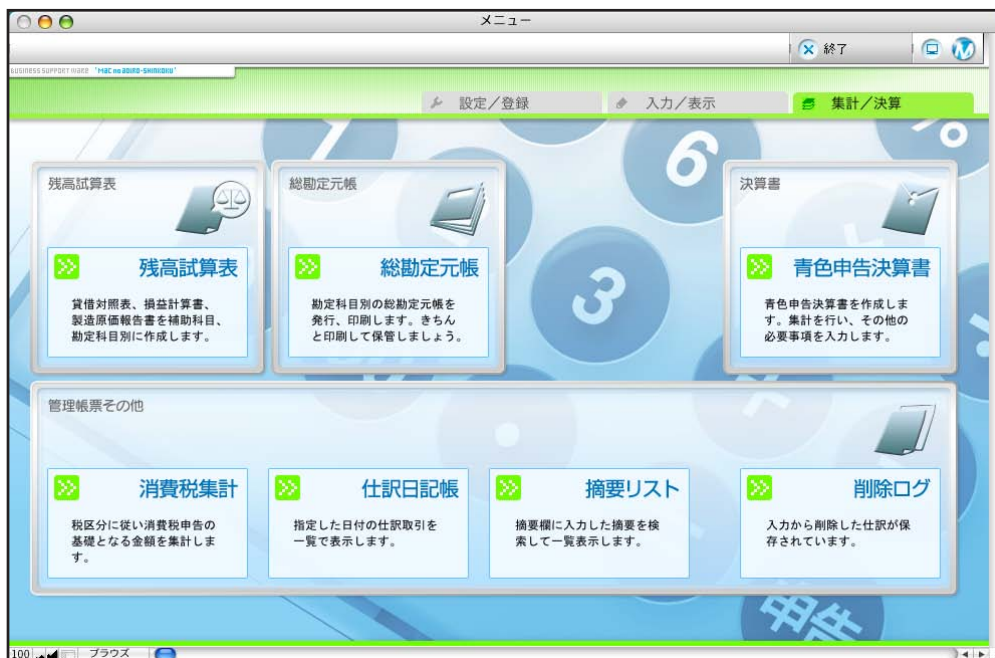 メニュー
終了
BUSINESS SUPPORT WARE "MAC no AOIRO-SHINKOKU"
設定/登録
入力/表示
集計/決算
残高試算表
残高試算表
貸借対照表、損益計算書、
製造原価報告書を補助科目、
勘定科目別に作成します。
総勘定元帳
総勘定元帳
勘定科目別の総勘定元帳を
発行、印刷します。きちん
と印刷して保管しましょう。
決算書
青色申告決算書
青色申告決算書を作成しま
す。集計を行い、その他の
必要事項を入力します。
管理帳票その他
消費税集計
税区分に従い消費税申告の
基礎となる金額を集計しま
す。
仕訳日記帳
指定した日付の仕訳取引を
一覧で表示します。
摘要リスト
摘要欄に入力した摘要を検
索して一覧表示します。
削除ログ
入力から削除した仕訳が保
存されています。
6
3
%
申告
100
ブラウズ